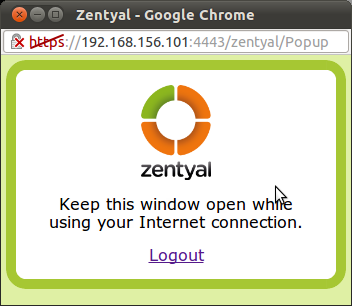 Zentyal - Google Chrome
https://192.168.156.101:4443/zentyal/Popup
zentyal
Keep this window open while
using your Internet connection.
Logout